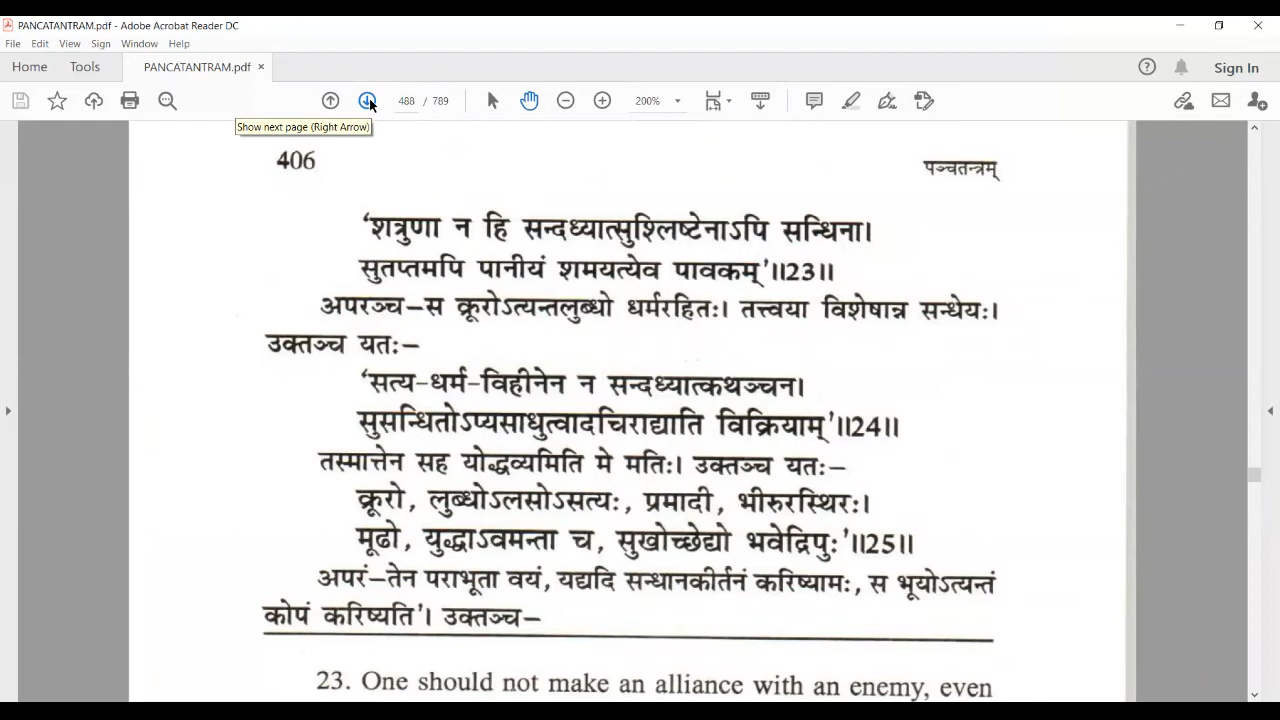 PANCATANTRAM.pdf - Adobe Acrobat Reader DC
File Edit View Sign Window Help
Home Tools PANCATANTRAM.pdf × Sign In
488 / 789 200%
Show next page (Right Arrow)
406 पञ्चतन्त्रम्
‘शत्रुणा न हि सन्दध्यात्सुश्लिष्टेनाऽपि सन्धिना।
सुतप्तमपि पानीयं शमयत्येव पावकम्’।।23।।
अपरञ्च–स क्रूरोऽत्यन्तलुब्धो धर्मरहितः। तत्त्वया विशेषान्न सन्धेयः।
उक्तञ्च यतः–
‘सत्य-धर्म-विहीनेन न सन्दध्यात्कथञ्चन।
सुसन्धितोऽप्यसाधुत्वादचिराद्याति विक्रियाम्’।।24।।
तस्मात्तेन सह योद्धव्यमिति मे मतिः। उक्तञ्च यतः–
क्रूरो, लुब्धोऽलसोऽसत्यः, प्रमादी, भीरुरस्थिरः।
मूढो, युद्धाऽवमन्ता च, सुखोच्छेद्यो भवेद्रिपुः’।।25।।
अपरं–तेन पराभूता वयं, यद्यदि सन्धानकीर्तनं करिष्यामः, स भूयोऽत्यन्तं
कोपं करिष्यति’। उक्तञ्च–
23. One should not make an alliance with an enemy, even